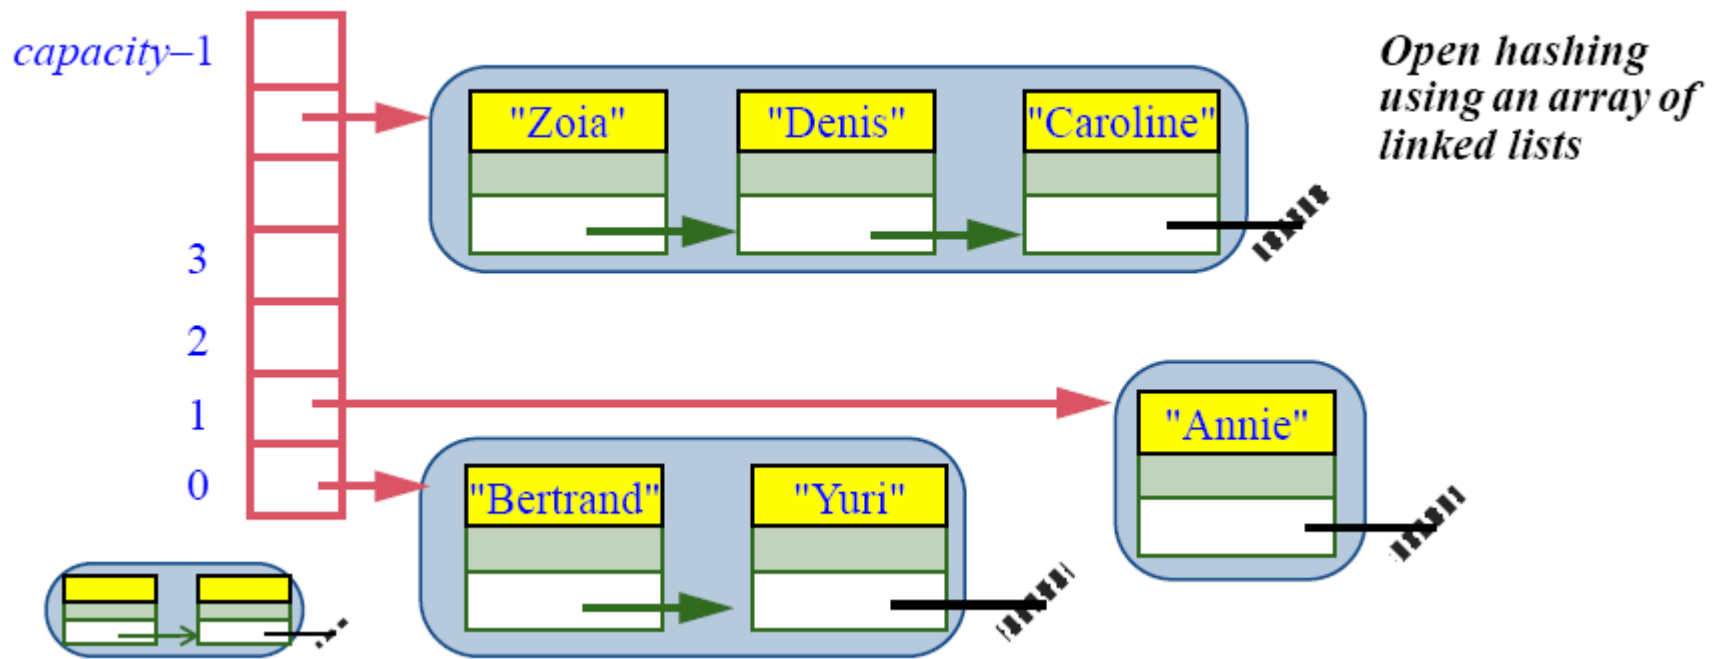 capacity–1
"Zoia" "Denis" "Caroline"
Open hashing
using an array of
linked lists
3
2
1
"Annie"
0
"Bertrand" "Yuri"